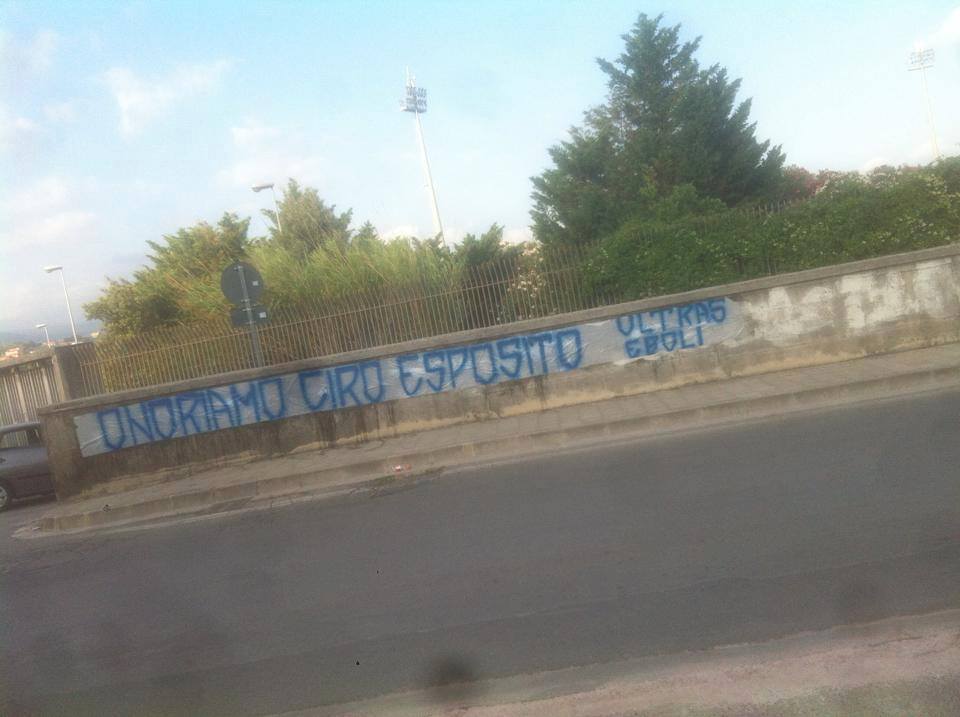 ONORIAMO CIRO ESPOSITO
ULTRAS
EBOLI